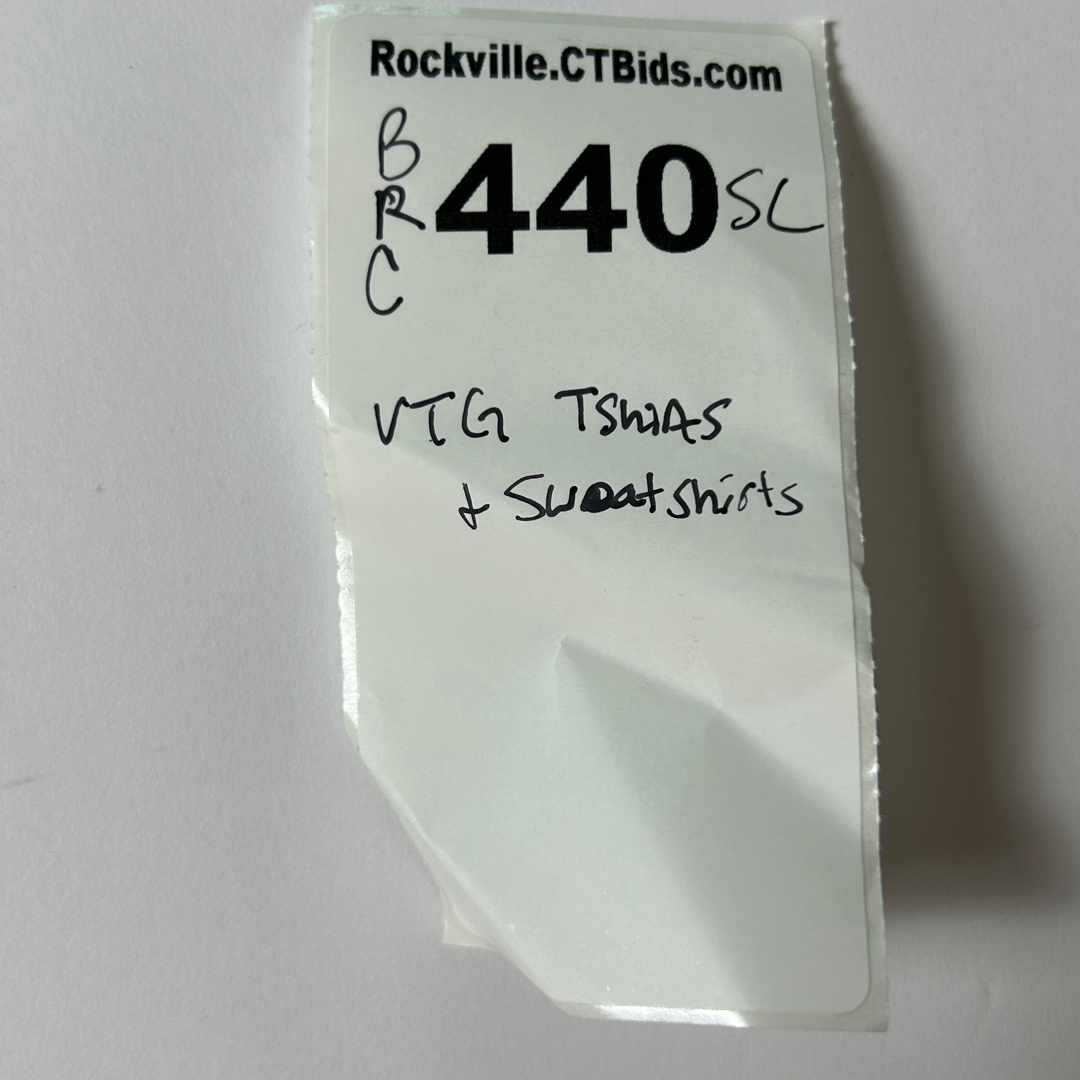 Rockville.CTBids.com
B
R 440 SL
C
VTG TShirts
+ Sweatshirts